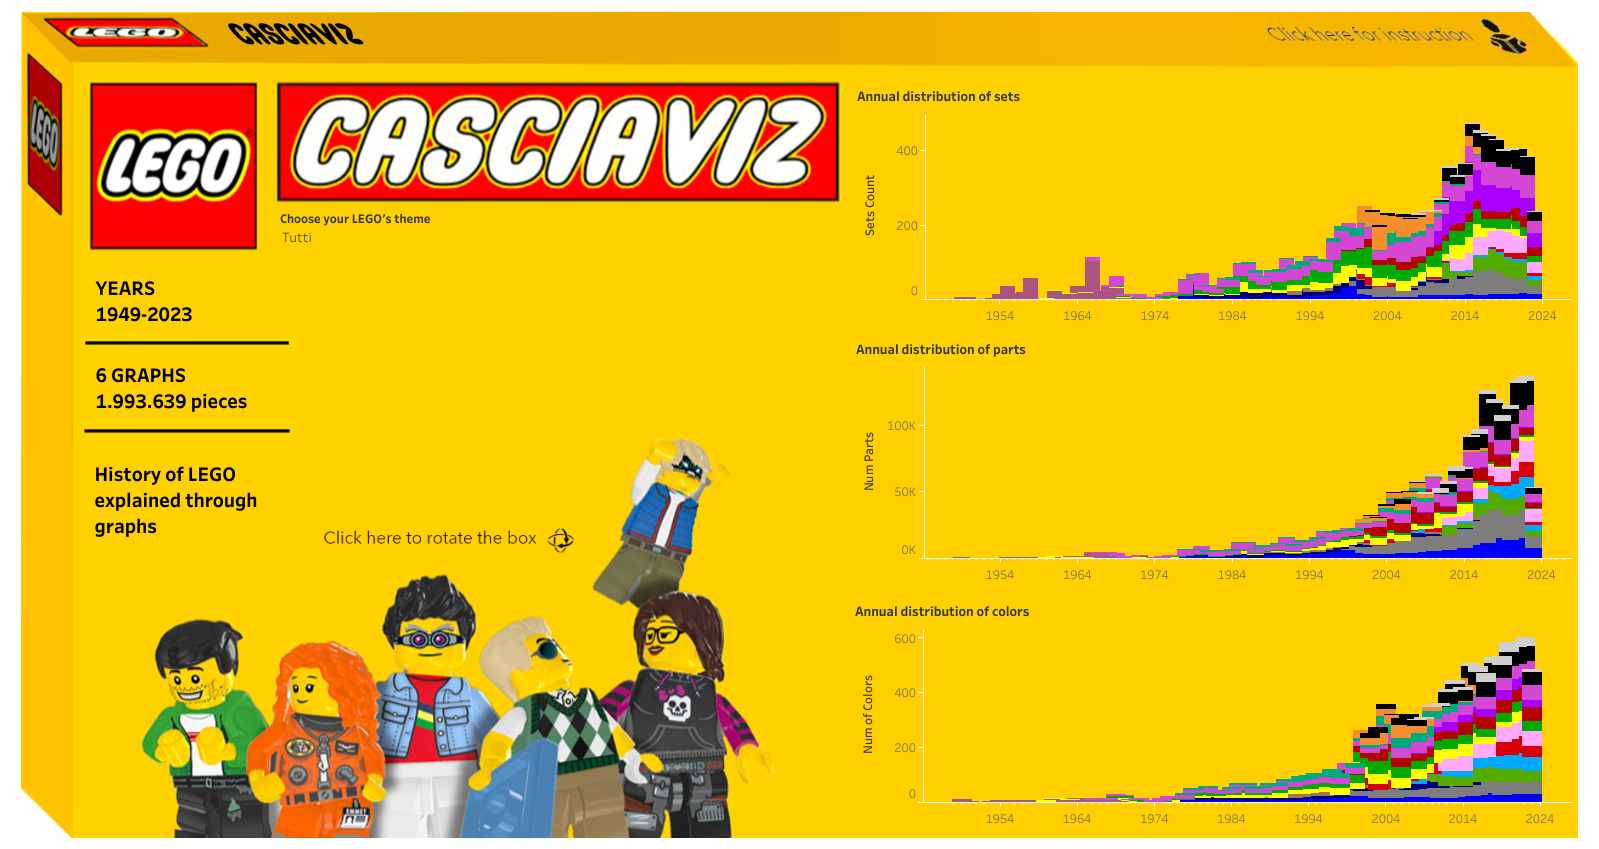 LEGO
CASCIAVIZ
Click here for instruction
LEGO
LEGO
CASCIAVIZ
Choose your LEGO's theme
Tutti
YEARS
1949-2023
6 GRAPHS
1.993.639 pieces
History of LEGO
explained through
graphs
Click here to rotate the box
EMMET
Annual distribution of sets
Sets Count
400
200
0
1954 1964 1974 1984 1994 2004 2014 2024
Annual distribution of parts
Num Parts
100K
50K
0K
1954 1964 1974 1984 1994 2004 2014 2024
Annual distribution of colors
Num of Colors
600
400
200
0
1954 1964 1974 1984 1994 2004 2014 2024